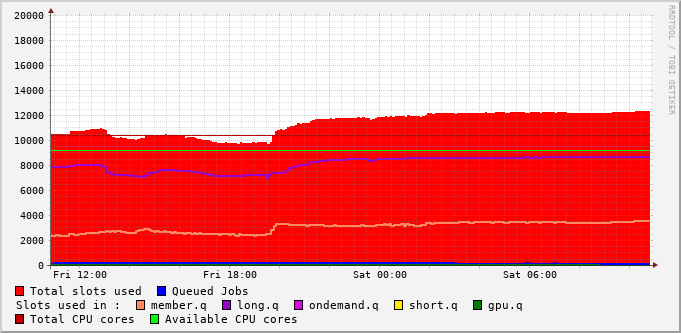 RRDTOOL / TOBI OETIKER
20000
18000
16000
14000
12000
10000
8000
6000
4000
2000
0
Fri 12:00 Fri 18:00 Sat 00:00 Sat 06:00
Total slots used Queued Jobs
Slots used in : member.q long.q ondemand.q short.q gpu.q
Total CPU cores Available CPU cores